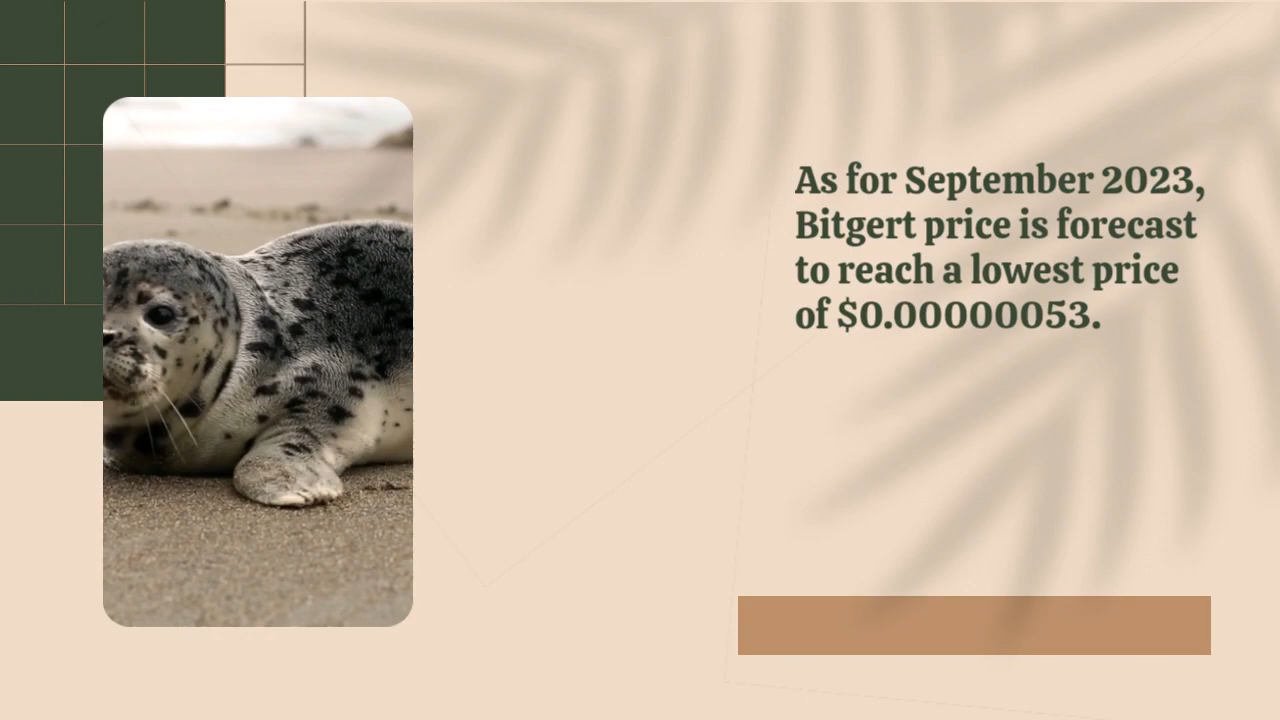 As for September 2023,
Bitgert price is forecast
to reach a lowest price
of $0.00000053.